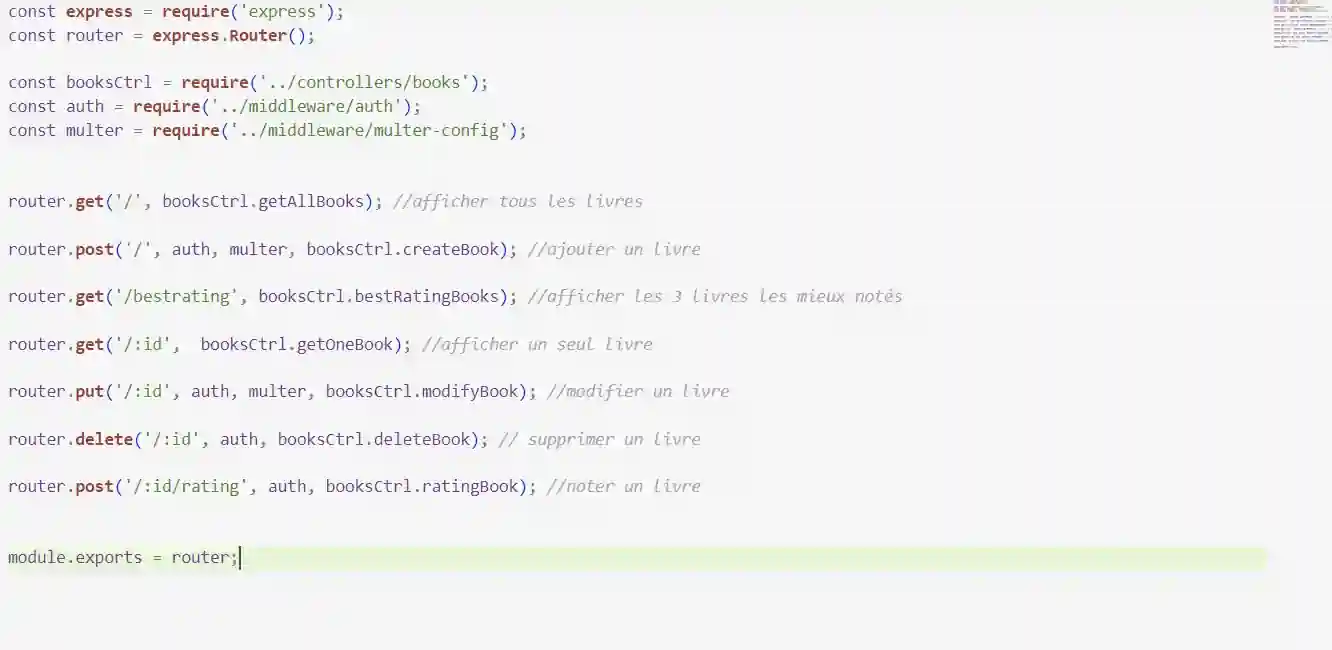 const express = require('express');
const router = express.Router();
const booksCtrl = require('../controllers/books');
const auth = require('../middleware/auth');
const multer = require('../middleware/multer-config');
router.get('/', booksCtrl.getAllBooks); //afficher tous les livres
router.post('/', auth, multer, booksCtrl.createBook); //ajouter un livre
router.get('/bestrating', booksCtrl.bestRatingBooks); //afficher les 3 livres les mieux notés
router.get('/:id',  booksCtrl.getOneBook); //afficher un seul livre
router.put('/:id', auth, multer, booksCtrl.modifyBook); //modifier un livre
router.delete('/:id', auth, booksCtrl.deleteBook); // supprimer un livre
router.post('/:id/rating', auth, booksCtrl.ratingBook); //noter un livre
module.exports = router;